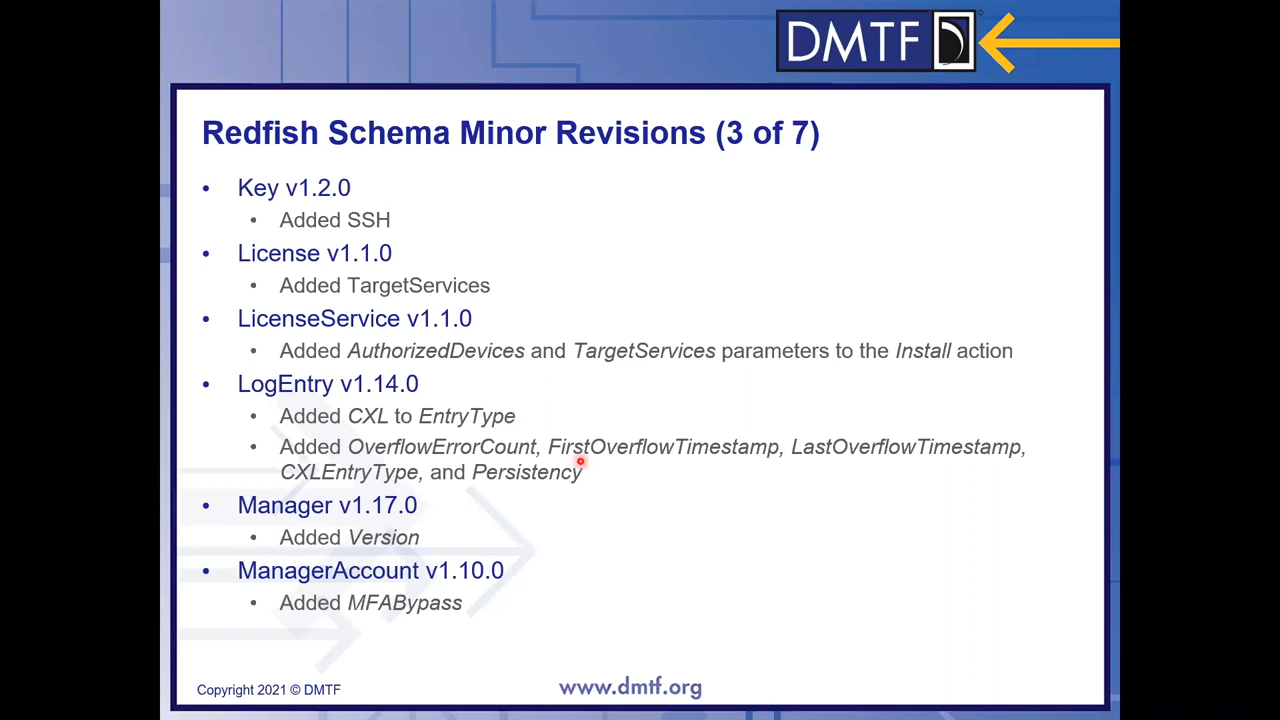 DMTF
Redfish Schema Minor Revisions (3 of 7)
• Key v1.2.0
• Added SSH
• License v1.1.0
• Added TargetServices
• LicenseService v1.1.0
• Added AuthorizedDevices and TargetServices parameters to the Install action
• LogEntry v1.14.0
• Added CXL to EntryType
• Added OverflowErrorCount, FirstOverflowTimestamp, LastOverflowTimestamp,
CXLEntryType, and Persistency
• Manager v1.17.0
• Added Version
• ManagerAccount v1.10.0
• Added MFABypass
Copyright 2021 © DMTF
www.dmtf.org